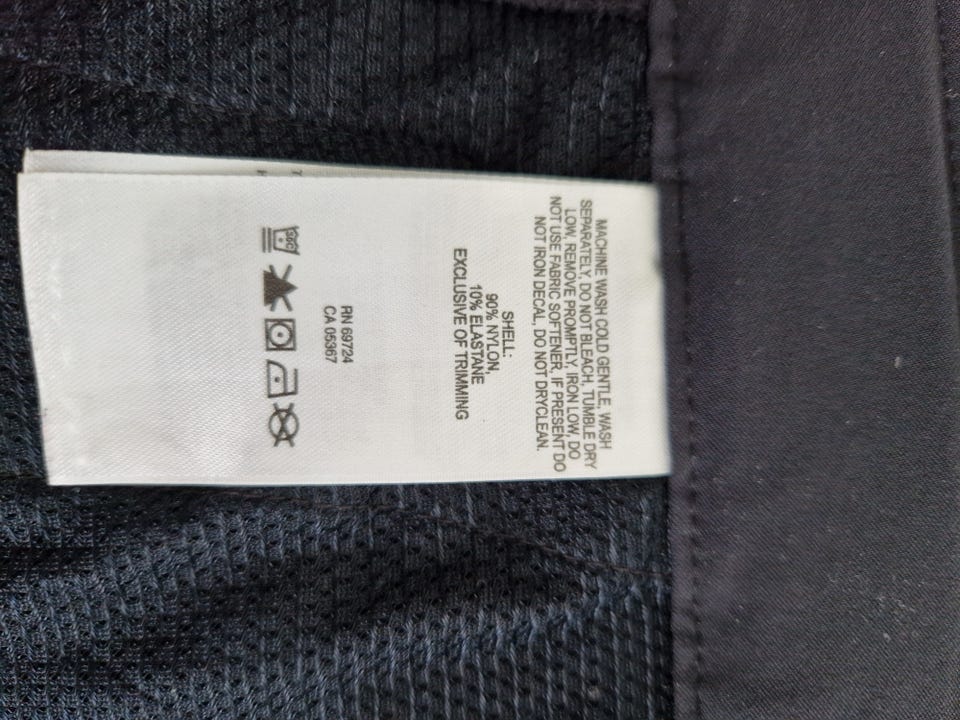 MACHINE WASH COLD GENTLE, WASH
SEPARATELY, DO NOT BLEACH, TUMBLE DRY
LOW, REMOVE PROMPTLY, IRON LOW, DO
NOT USE FABRIC SOFTENER, IF PRESENT DO
NOT IRON DECAL, DO NOT DRYCLEAN.
SHELL:
90% NYLON,
10% ELASTANE
EXCLUSIVE OF TRIMMING
RN 69724
CA 05367